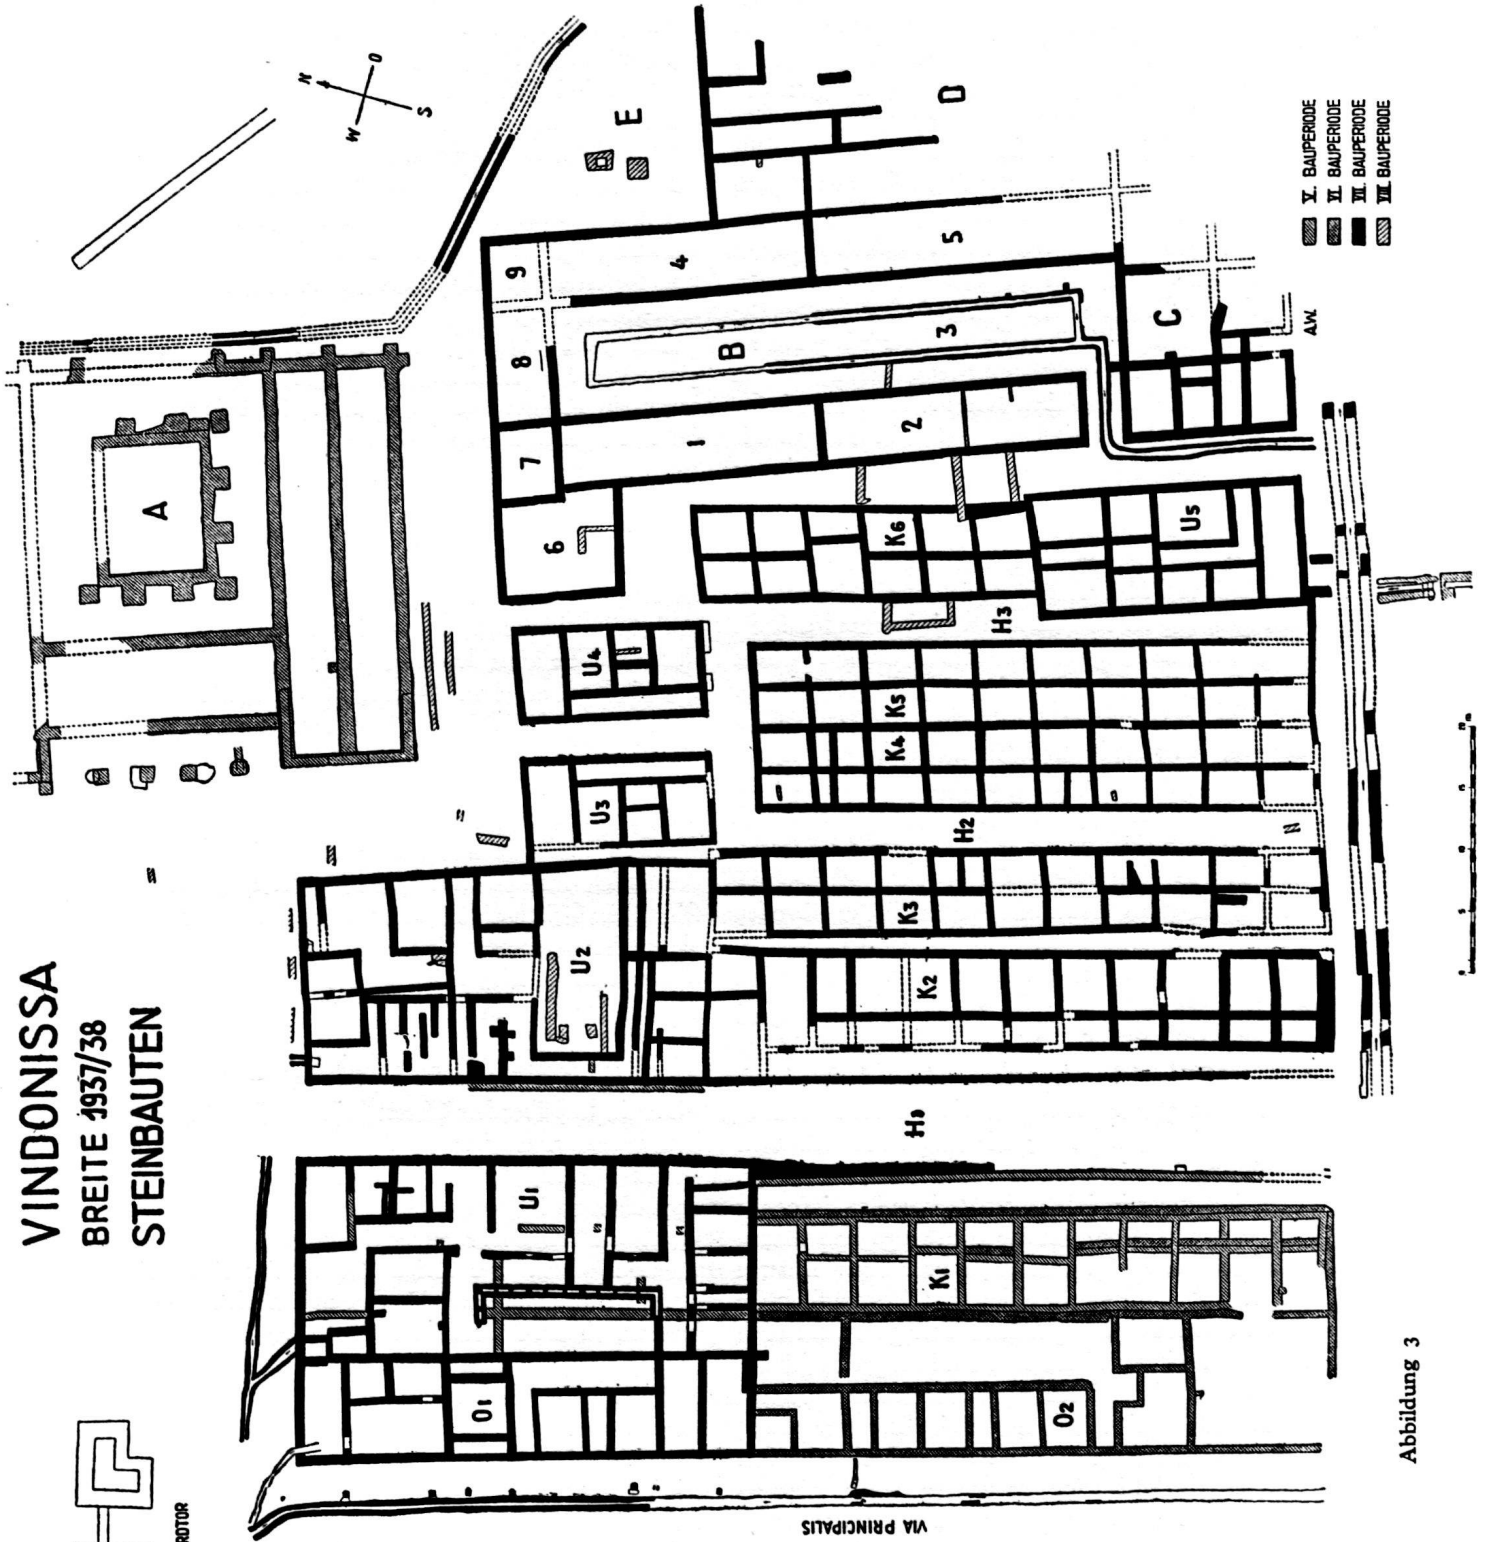 VINDONISSA
BREITE 1937/38
STEINBAUTEN
N
O
W
S
V. BAUPERIODE
VI. BAUPERIODE
VII. BAUPERIODE
VIII. BAUPERIODE
A
E
D
I
9
4
5
8
B
3
C
7
1
2
6
AW.
K6
U5
H3
U4
K5
K4
U3
H2
K3
U2
K2
H1
U1
K1
O1
O2
VIA PRINCIPALIS
Abbildung 3